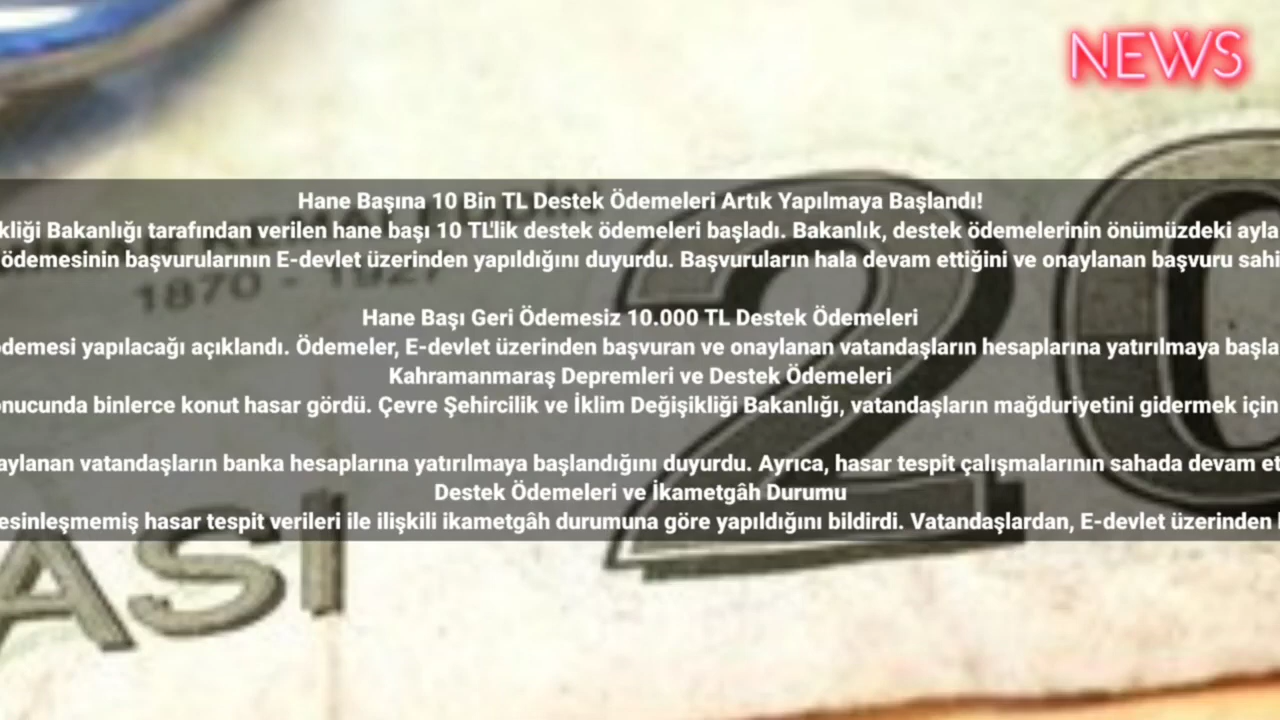 NEWS
Hane Başına 10 Bin TL Destek Ödemeleri Artık Yapılmaya Başlandı!
kliği Bakanlığı tarafından verilen hane başı 10 TL'lik destek ödemeleri başladı. Bakanlık, destek ödemelerinin önümüzdeki ayla
ödemesinin başvurularının E-devlet üzerinden yapıldığını duyurdu. Başvuruların hala devam ettiğini ve onaylanan başvuru sahi
1870 - 1927
Hane Başı Geri Ödemesiz 10.000 TL Destek Ödemeleri
ödemesi yapılacağı açıklandı. Ödemeler, E-devlet üzerinden başvuran ve onaylanan vatandaşların hesaplarına yatırılmaya başla
Kahramanmaraş Depremleri ve Destek Ödemeleri
onucunda binlerce konut hasar gördü. Çevre Şehircilik ve İklim Değişikliği Bakanlığı, vatandaşların mağduriyetini gidermek için
20
aylanan vatandaşların banka hesaplarına yatırılmaya başlandığını duyurdu. Ayrıca, hasar tespit çalışmalarının sahada devam et
Destek Ödemeleri ve İkametgâh Durumu
esinleşmemiş hasar tespit verileri ile ilişkili ikametgâh durumuna göre yapıldığını bildirdi. Vatandaşlardan, E-devlet üzerinden
ASI